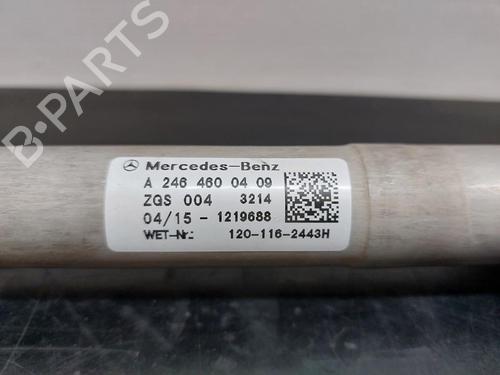 B-PARTS
Mercedes-Benz
A 246 460 04 09
ZGS 004 3214
04/15 - 1219688
WET-Nr.: 120-116-2443H